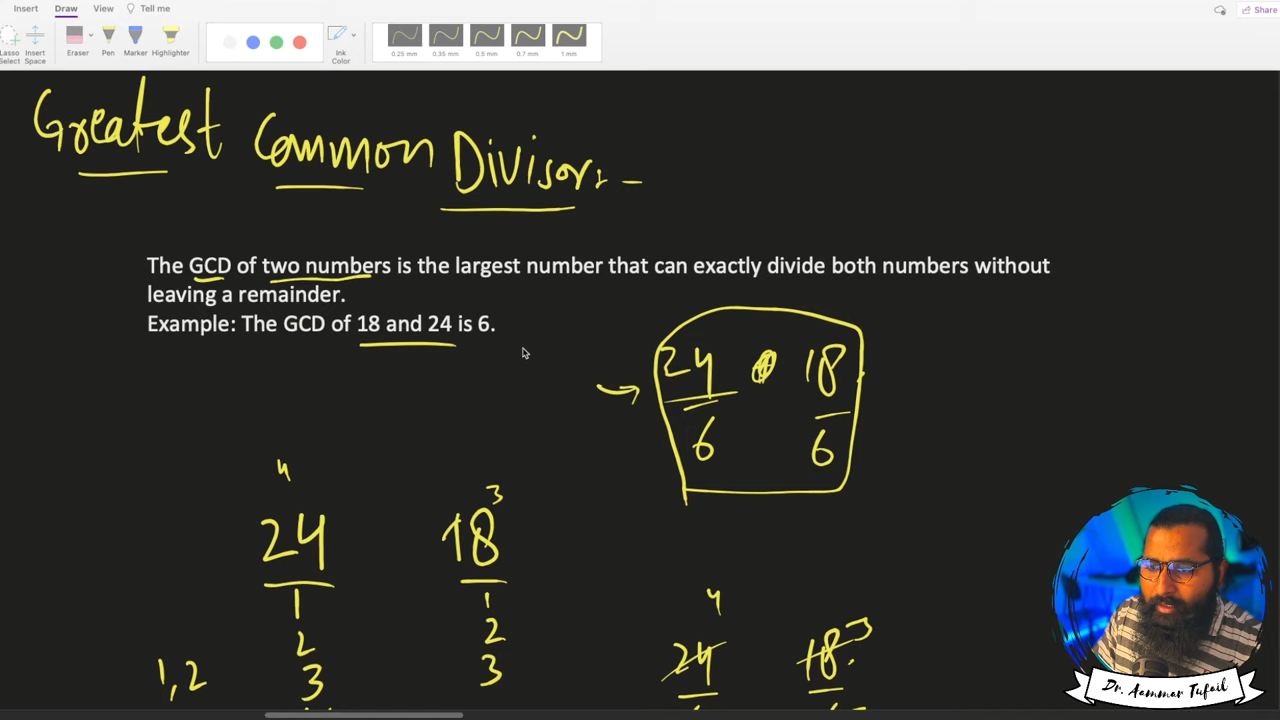 Insert Draw View Tell me
Share
Lasso Select
Insert Space
Eraser
Pen
Marker
Highlighter
Ink Color
0.25 mm 0.35 mm 0.5 mm 0.7 mm 1 mm
Greatest Common Divisor: -
The GCD of two numbers is the largest number that can exactly divide both numbers without
leaving a remainder.
Example: The GCD of 18 and 24 is 6.
24 18
6 6
4 3
24 18
1 1
2 2
1,2 3 3
4 3
24 18
Dr. Aammar Tufail